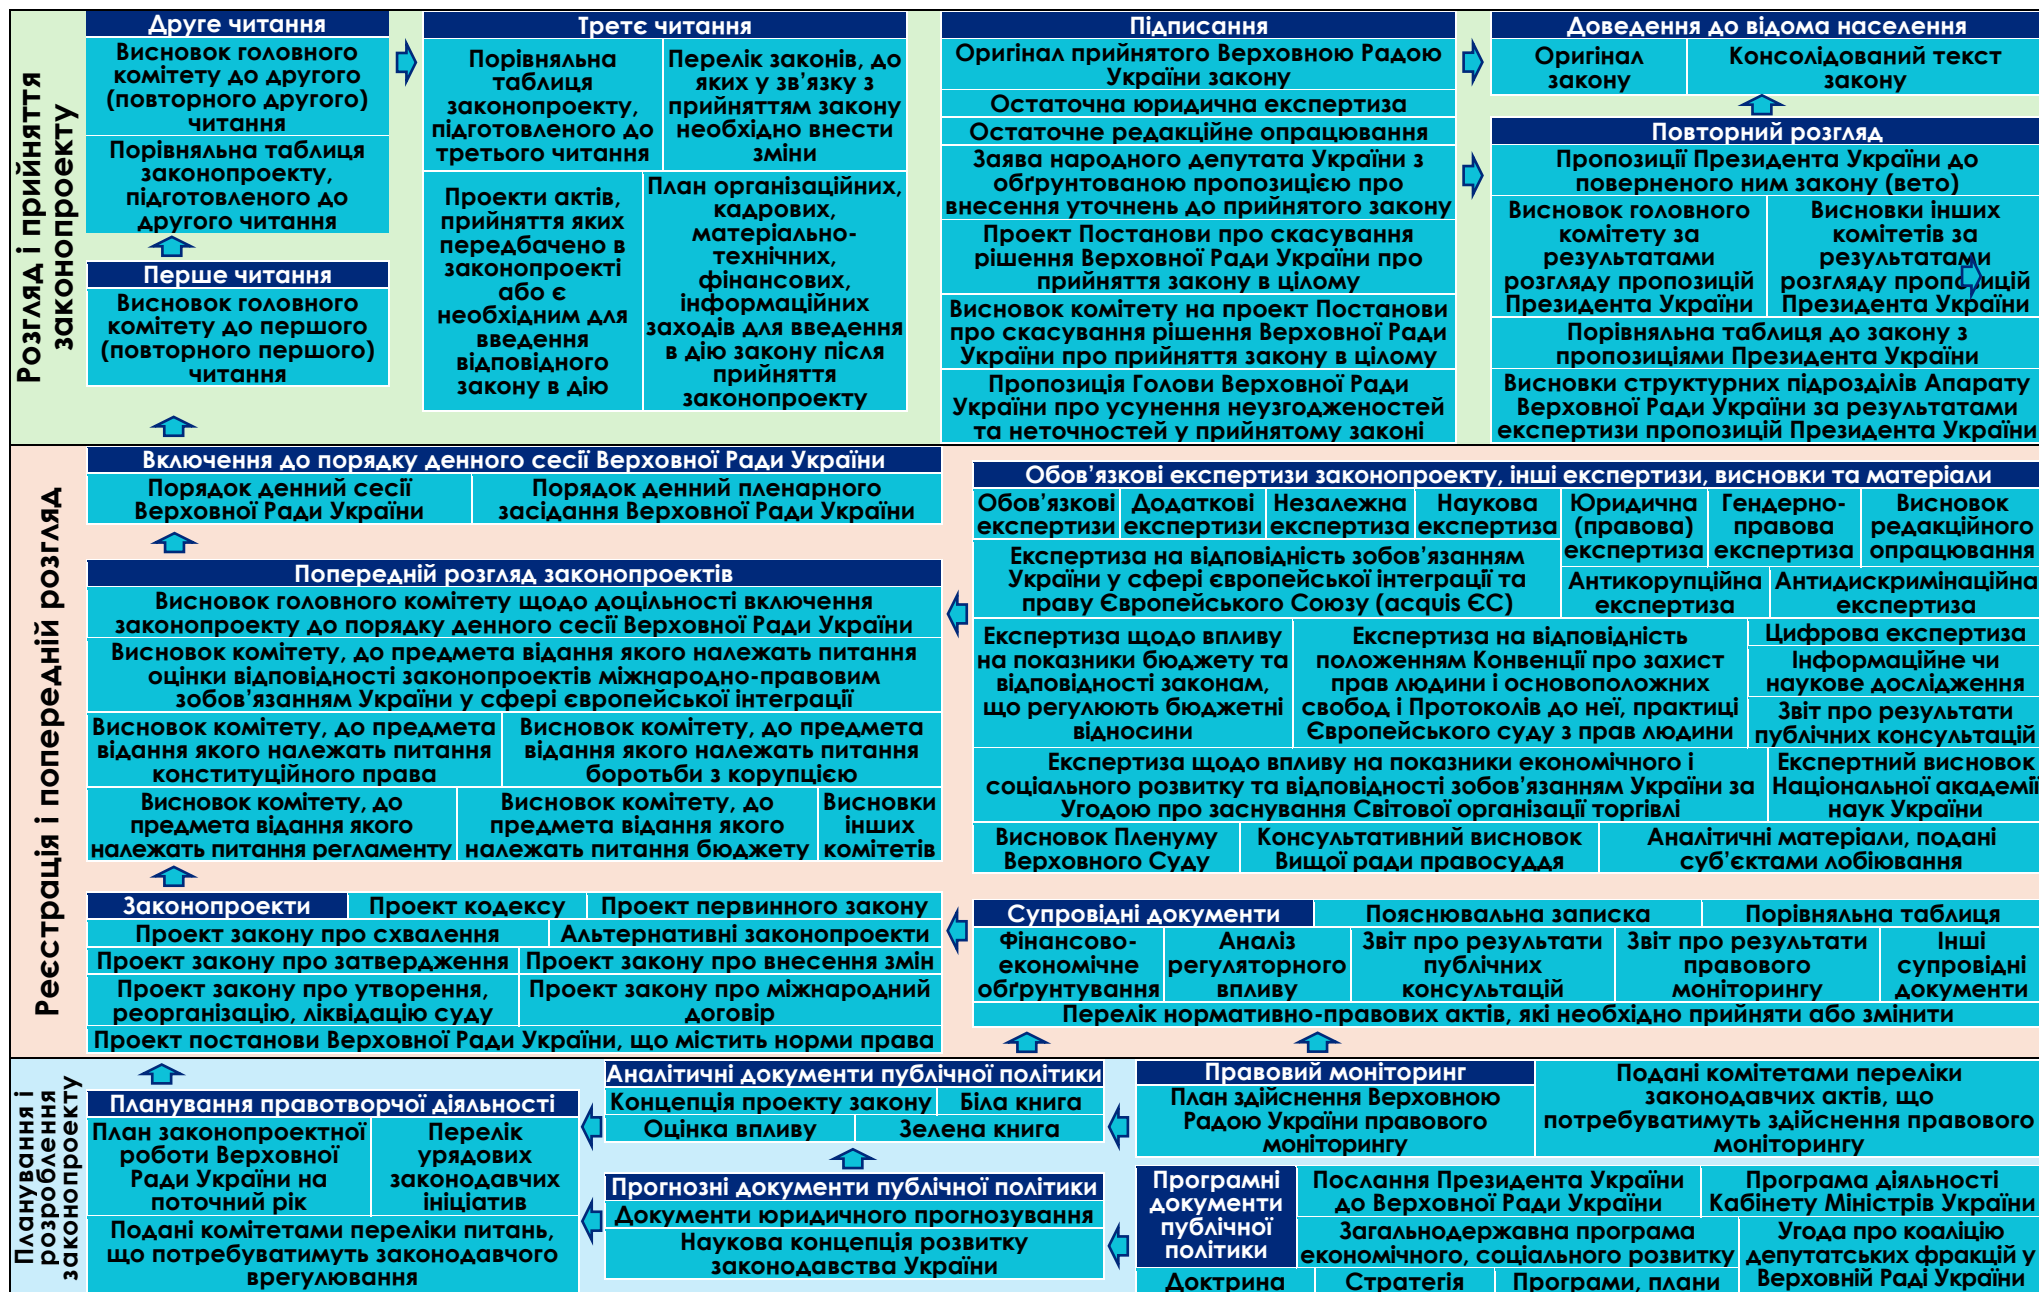 Розгляд і прийняття
законопроекту
Друге читання
Висновок головного
комітету до другого
(повторного другого)
читання
Порівняльна таблиця
законопроекту,
підготовленого до
другого читання
Перше читання
Висновок головного
комітету до першого
(повторного першого)
читання
Третє читання
Порівняльна
таблиця
законопроекту,
підготовленого до
третього читання
Перелік законів, до
яких у зв’язку з
прийняттям закону
необхідно внести
зміни
Проекти актів,
прийняття яких
передбачено в
законопроекті
або є
необхідним для
введення
відповідного
закону в дію
План організаційних,
кадрових,
матеріально-
технічних,
фінансових,
інформаційних
заходів для введення
в дію закону після
прийняття
законопроекту
Підписання
Оригінал прийнятого Верховною Радою
України закону
Остаточна юридична експертиза
Остаточне редакційне опрацювання
Заява народного депутата України з
обґрунтованою пропозицією про
внесення уточнень до прийнятого закону
Проект Постанови про скасування
рішення Верховної Ради України про
прийняття закону в цілому
Висновок комітету на проект Постанови
про скасування рішення Верховної Ради
України про прийняття закону в цілому
Пропозиція Голови Верховної Ради
України про усунення неузгодженостей
та неточностей у прийнятому законі
Доведення до відома населення
Оригінал
закону
Консолідований текст
закону
Повторний розгляд
Пропозиції Президента України до
поверненого ним закону (вето)
Висновок головного
комітету за
результатами
розгляду пропозицій
Президента України
Висновки інших
комітетів за
результатами
розгляду пропозицій
Президента України
Порівняльна таблиця до закону з
пропозиціями Президента України
Висновки структурних підрозділів Апарату
Верховної Ради України за результатами
експертизи пропозицій Президента України
Реєстрація і попередній розгляд
Включення до порядку денного сесії Верховної Ради України
Порядок денний сесії
Верховної Ради України
Порядок денний пленарного
засідання Верховної Ради України
Попередній розгляд законопроектів
Висновок головного комітету щодо доцільності включення
законопроекту до порядку денного сесії Верховної Ради України
Висновок комітету, до предмета відання якого належать питання
оцінки відповідності законопроектів міжнародно-правовим
зобов’язанням України у сфері європейської інтеграції
Висновок комітету, до предмета
відання якого належать питання
конституційного права
Висновок комітету, до предмета
відання якого належать питання
боротьби з корупцією
Висновок комітету, до
предмета відання якого
належать питання регламенту
Висновок комітету, до
предмета відання якого
належать питання бюджету
Висновки
інших
комітетів
Законопроекти
Проект кодексу
Проект первинного закону
Проект закону про схвалення
Альтернативні законопроекти
Проект закону про затвердження
Проект закону про внесення змін
Проект закону про утворення,
реорганізацію, ліквідацію суду
Проект закону про міжнародний
договір
Проект постанови Верховної Ради України, що містить норми права
Обов’язкові експертизи законопроекту, інші експертизи, висновки та матеріали
Обов’язкові
експертизи
Додаткові
експертизи
Незалежна
експертиза
Наукова
експертиза
Юридична
(правова)
експертиза
Гендерно-
правова
експертиза
Висновок
редакційного
опрацювання
Експертиза на відповідність зобов’язанням
України у сфері європейської інтеграції та
праву Європейського Союзу (acquis ЄС)
Антикорупційна
експертиза
Антидискримінаційна
експертиза
Експертиза щодо впливу
на показники бюджету та
відповідності законам,
що регулюють бюджетні
відносини
Експертиза на відповідність
положенням Конвенції про захист
прав людини і основоположних
свобод і Протоколів до неї, практиці
Європейського суду з прав людини
Цифрова експертиза
Інформаційне чи
наукове дослідження
Звіт про результати
публічних консультацій
Експертиза щодо впливу на показники економічного і
соціального розвитку та відповідності зобов’язанням України за
Угодою про заснування Світової організації торгівлі
Експертний висновок
Національної академії
наук України
Висновок Пленуму
Верховного Суду
Консультативний висновок
Вищої ради правосуддя
Аналітичні матеріали, подані
суб’єктами лобіювання
Супровідні документи
Пояснювальна записка
Порівняльна таблиця
Фінансово-
економічне
обґрунтування
Аналіз
регуляторного
впливу
Звіт про результати
публічних
консультацій
Звіт про результати
правового
моніторингу
Інші
супровідні
документи
Перелік нормативно-правових актів, які необхідно прийняти або змінити
Планування і
розроблення
законопроекту
Планування правотворчої діяльності
План законопроектної
роботи Верховної
Ради України на
поточний рік
Перелік
урядових
законодавчих
ініціатив
Подані комітетами переліки питань,
що потребуватимуть законодавчого
врегулювання
Аналітичні документи публічної політики
Концепція проекту закону
Біла книга
Оцінка впливу
Зелена книга
Прогнозні документи публічної політики
Документи юридичного прогнозування
Наукова концепція розвитку
законодавства України
Правовий моніторинг
План здійснення Верховною
Радою України правового
моніторингу
Подані комітетами переліки
законодавчих актів, що
потребуватимуть здійснення правового
моніторингу
Програмні
документи
публічної
політики
Послання Президента України
до Верховної Ради України
Програма діяльності
Кабінету Міністрів України
Загальнодержавна програма
економічного, соціального розвитку
Угода про коаліцію
депутатських фракцій у
Верховній Раді України
Доктрина
Стратегія
Програми, плани